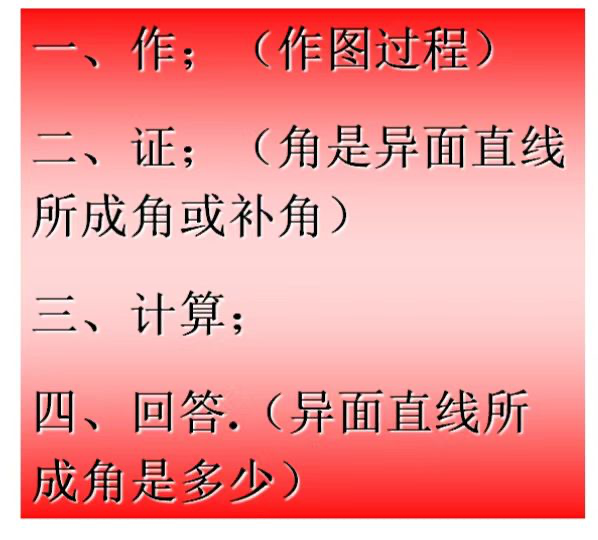 一、作；（作图过程）
二、证；（角是异面直线
所成角或补角）
三、计算；
四、回答.（异面直线所
成角是多少）